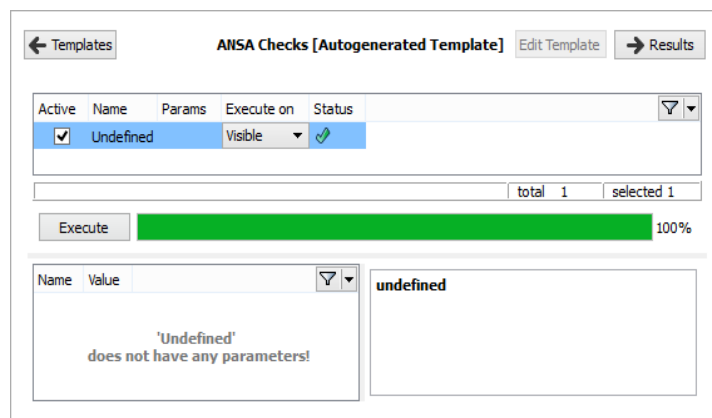 Templates
ANSA Checks [Autogenerated Template]
Edit Template
Results
Active Name Params Execute on Status
Undefined Visible
total 1 selected 1
Execute 100%
Name Value
undefined
'Undefined'
does not have any parameters!